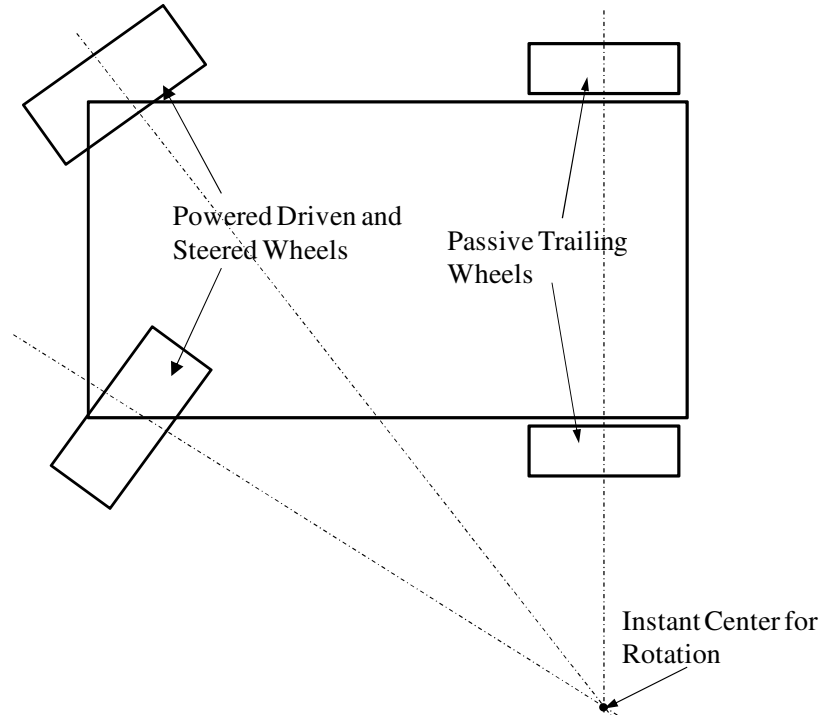 Powered Driven and
Steered Wheels
Passive Trailing
Wheels
Instant Center for
Rotation